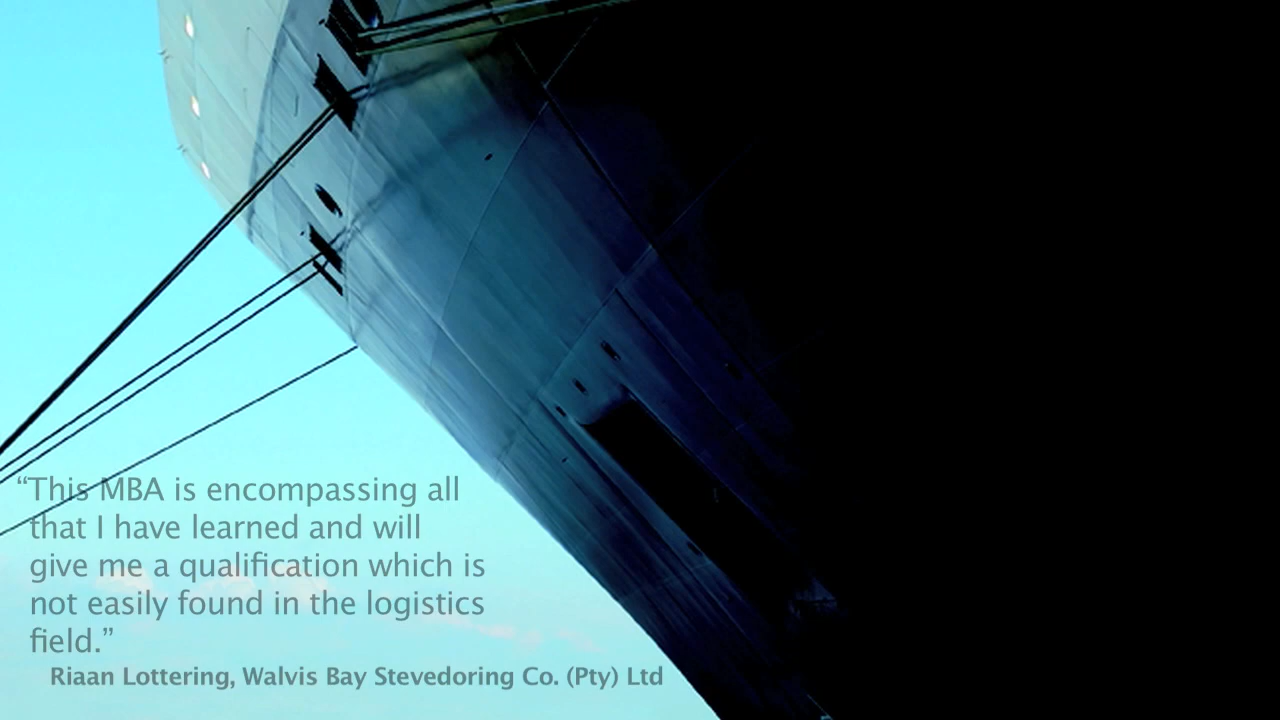 “This MBA is encompassing all
that I have learned and will
give me a qualification which is
not easily found in the logistics
field.”
Riaan Lottering, Walvis Bay Stevedoring Co. (Pty) Ltd